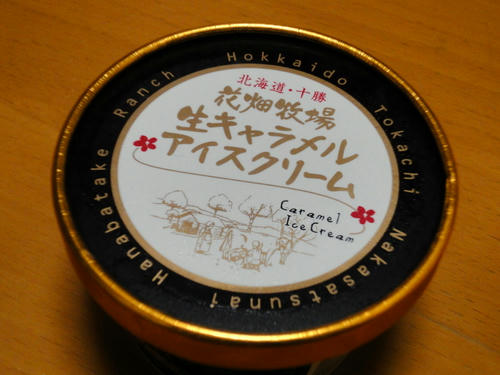 Hanabatake Ranch Hokkaido Tokachi Nakasatsunai
北海道・十勝
花畑牧場
生キャラメル
アイスクリーム
Caramel
Ice Cream